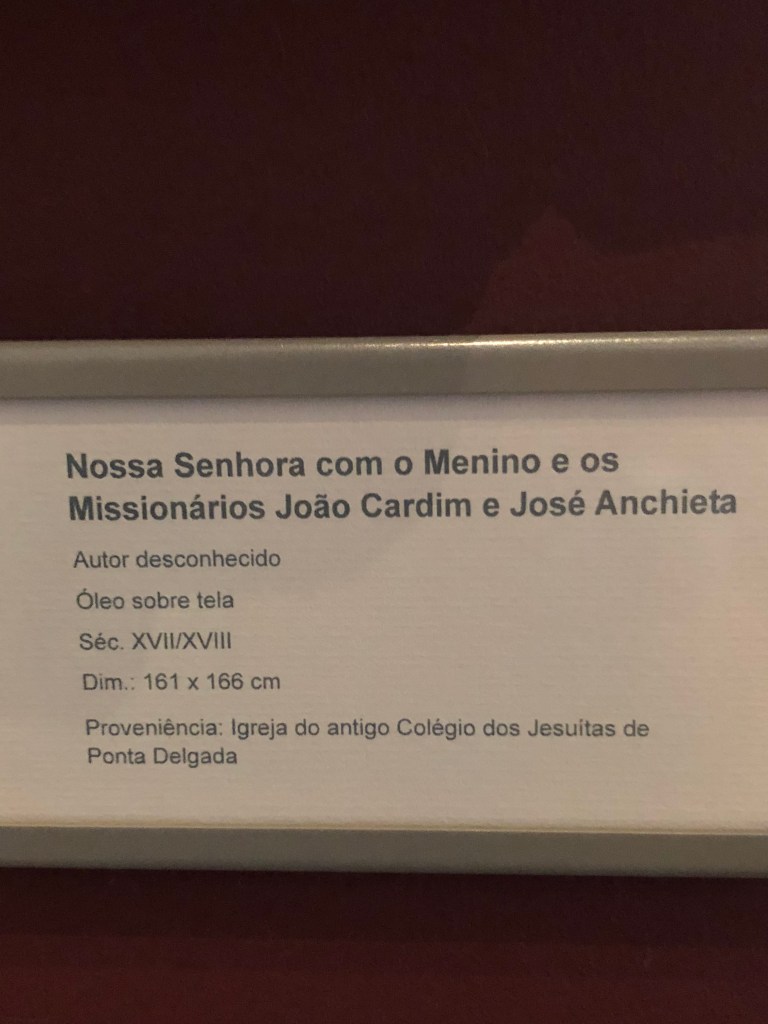 Nossa Senhora com o Menino e os
Missionários João Cardim e José Anchieta
Autor desconhecido
Óleo sobre tela
Séc. XVII/XVIII
Dim.: 161 x 166 cm
Proveniência: Igreja do antigo Colégio dos Jesuítas de
Ponta Delgada